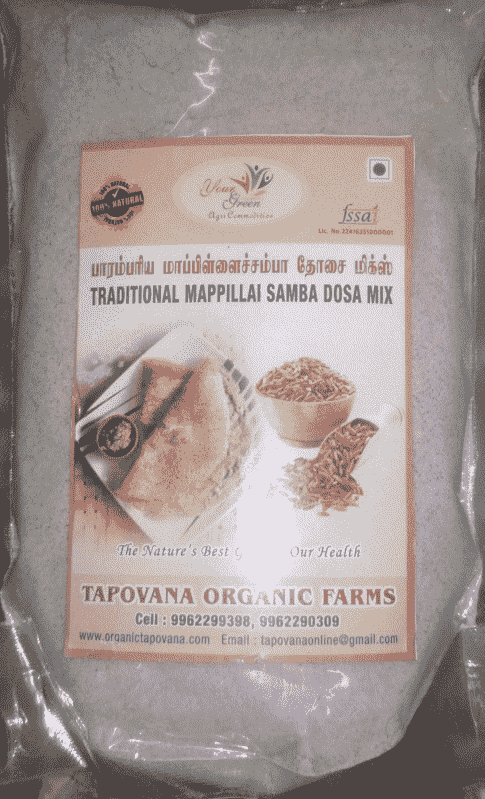 100% NATURAL
Your
Green
Agri Commodities
fssai
Lic. No.22416351000001
பாரம்பரிய மாப்பிள்ளைச்சம்பா தோசை மிக்ஸ்
TRADITIONAL MAPPILLAI SAMBA DOSA MIX
The Nature's Best Our Health
TAPOVANA ORGANIC FARMS
Cell : 9962299398, 9962290309
www.organictapovana.com Email : tapovanaonline@gmail.com